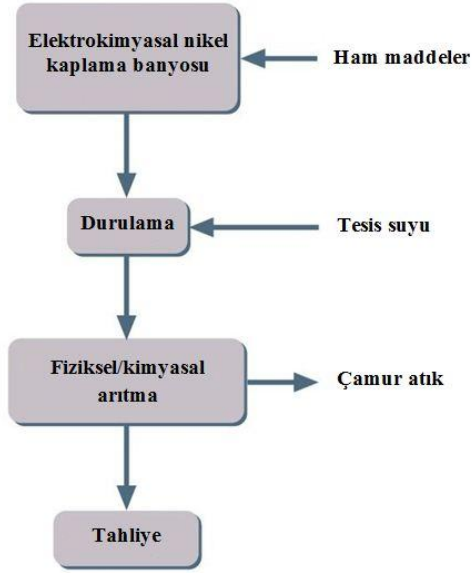 Elektrokimyasal nikel
kaplama banyosu
Ham maddeler
Durulama
Tesis suyu
Fiziksel/kimyasal
arıtma
Çamur atık
Tahliye